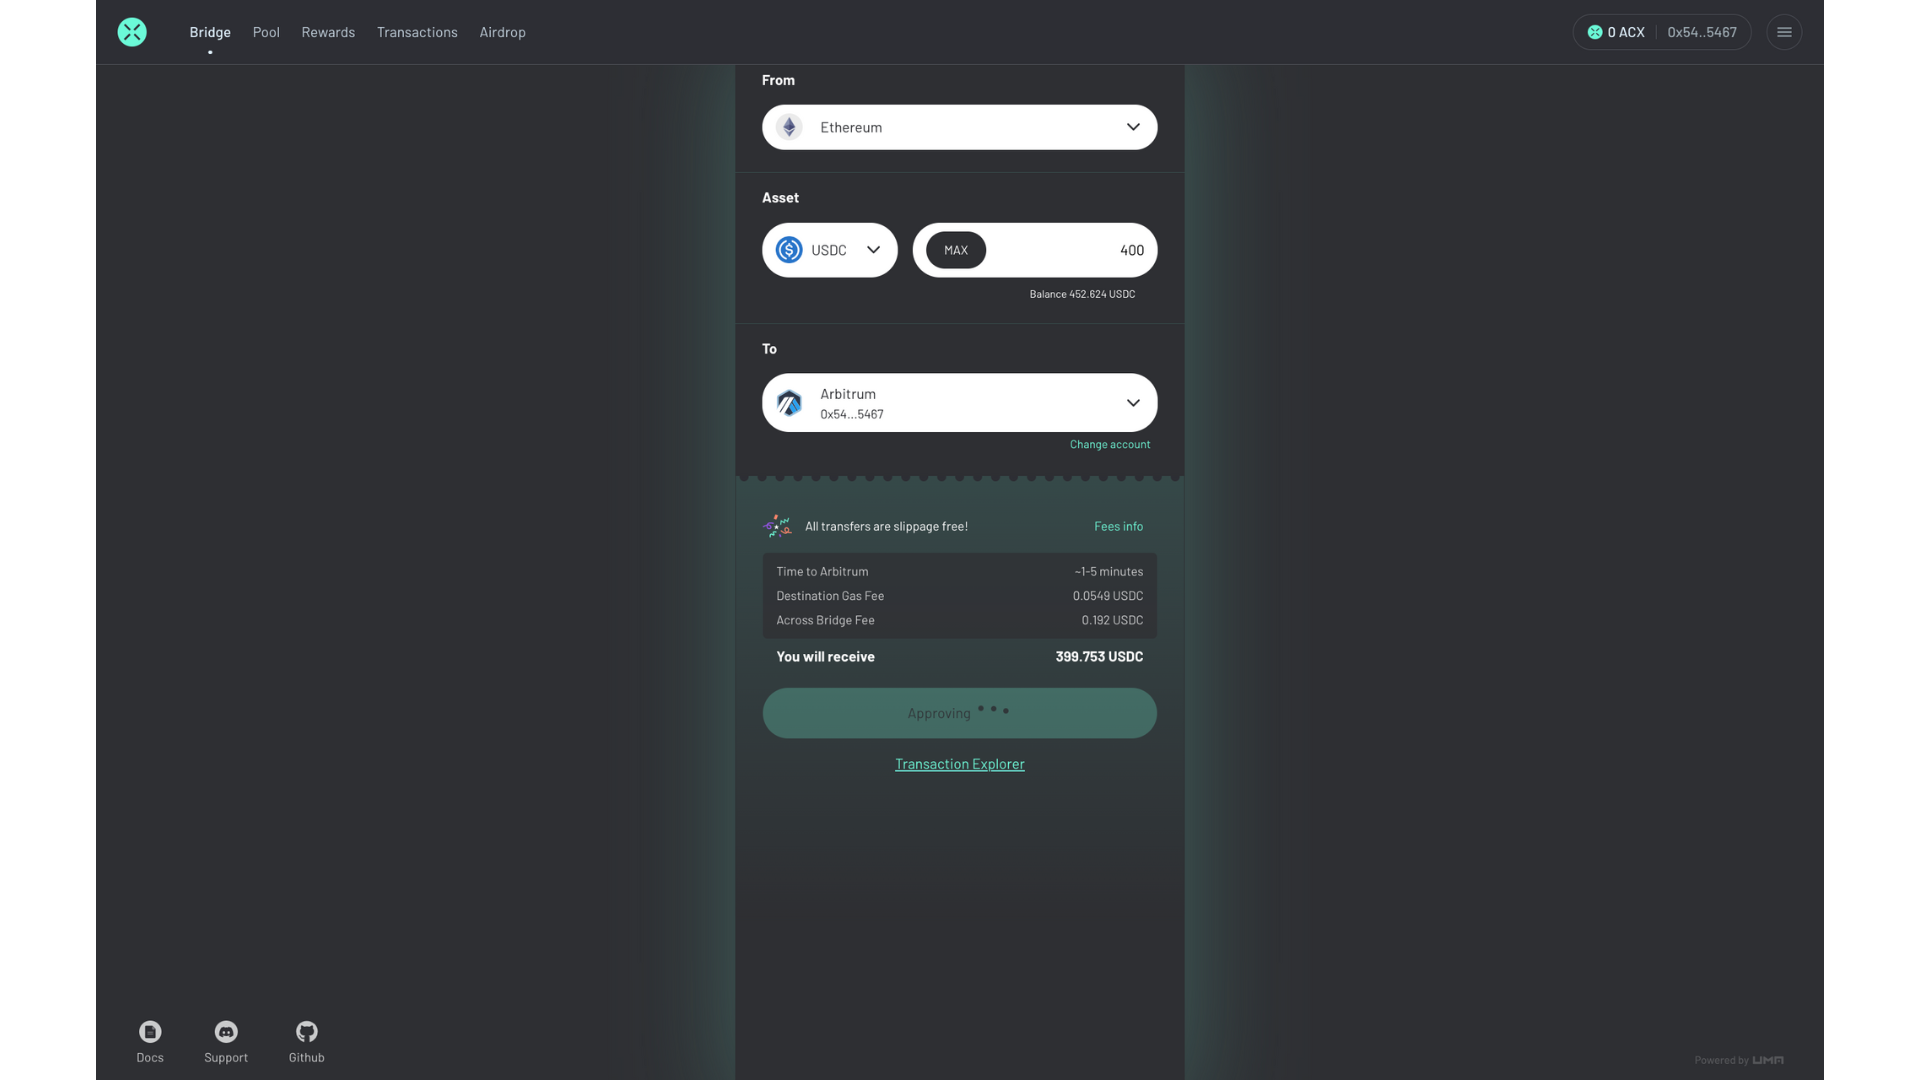 Bridge
Pool
Rewards
Transactions
Airdrop
0 ACX
0x54..5467
From
Ethereum
Asset
USDC
MAX
400
Balance 452.624 USDC
To
Arbitrum
0x54...5467
Change account
All transfers are slippage free!
Fees info
Time to Arbitrum
~1-5 minutes
Destination Gas Fee
0.0549 USDC
Across Bridge Fee
0.192 USDC
You will receive
399.753 USDC
Approving
Transaction Explorer
Docs
Support
Github
Powered by UMA